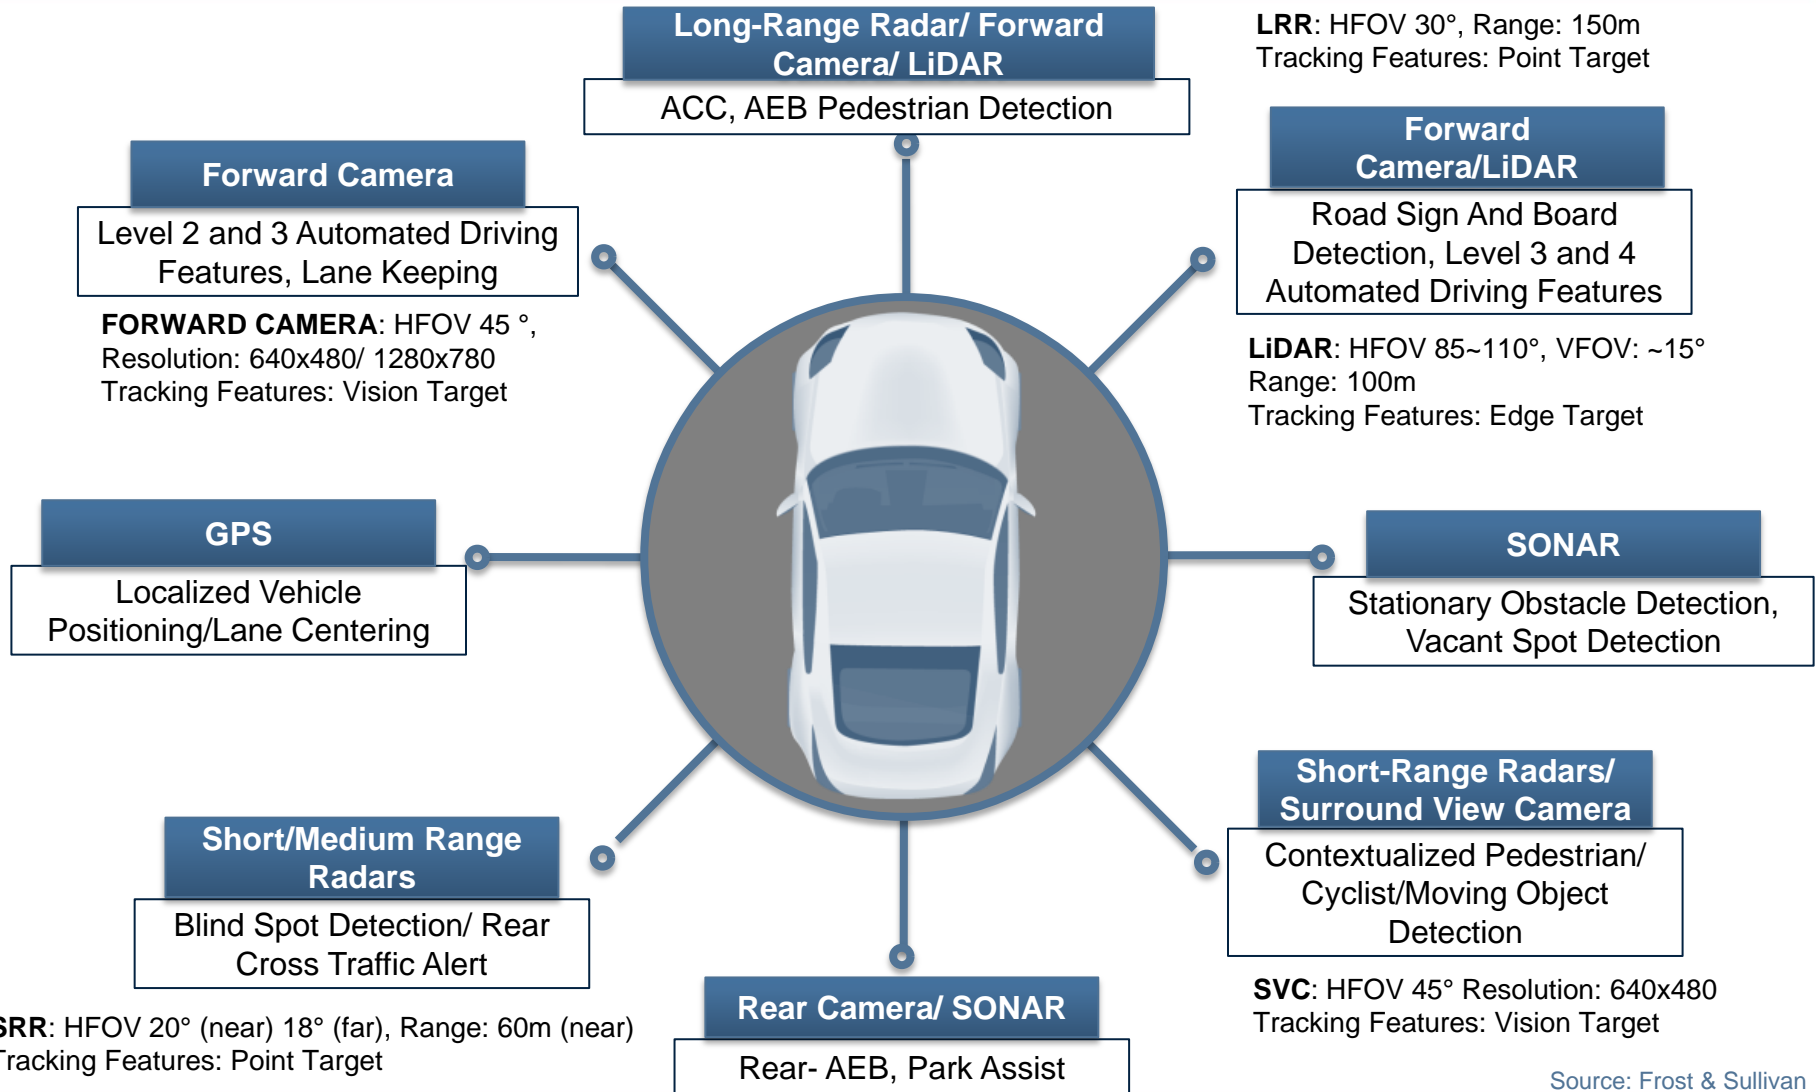 Long-Range Radar/ Forward
Camera/ LiDAR
ACC, AEB Pedestrian Detection
LRR: HFOV 30°, Range: 150m
Tracking Features: Point Target
Forward Camera
Level 2 and 3 Automated Driving
Features, Lane Keeping
FORWARD CAMERA: HFOV 45 °,
Resolution: 640x480/ 1280x780
Tracking Features: Vision Target
Forward
Camera/LiDAR
Road Sign And Board
Detection, Level 3 and 4
Automated Driving Features
LiDAR: HFOV 85~110°, VFOV: ~15°
Range: 100m
Tracking Features: Edge Target
GPS
Localized Vehicle
Positioning/Lane Centering
SONAR
Stationary Obstacle Detection,
Vacant Spot Detection
Short/Medium Range
Radars
Blind Spot Detection/ Rear
Cross Traffic Alert
SRR: HFOV 20° (near) 18° (far), Range: 60m (near)
Tracking Features: Point Target
Rear Camera/ SONAR
Rear- AEB, Park Assist
Short-Range Radars/
Surround View Camera
Contextualized Pedestrian/
Cyclist/Moving Object
Detection
SVC: HFOV 45° Resolution: 640x480
Tracking Features: Vision Target
Source: Frost & Sullivan